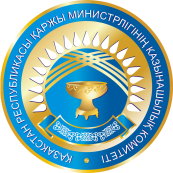 ҚАЗАҚСТАН РЕСПУБЛИКАСЫ ҚАРЖЫ МИНИСТРЛІГІНІҢ ҚАЗЫНАШЫЛЫҚ КОМИТЕТІ